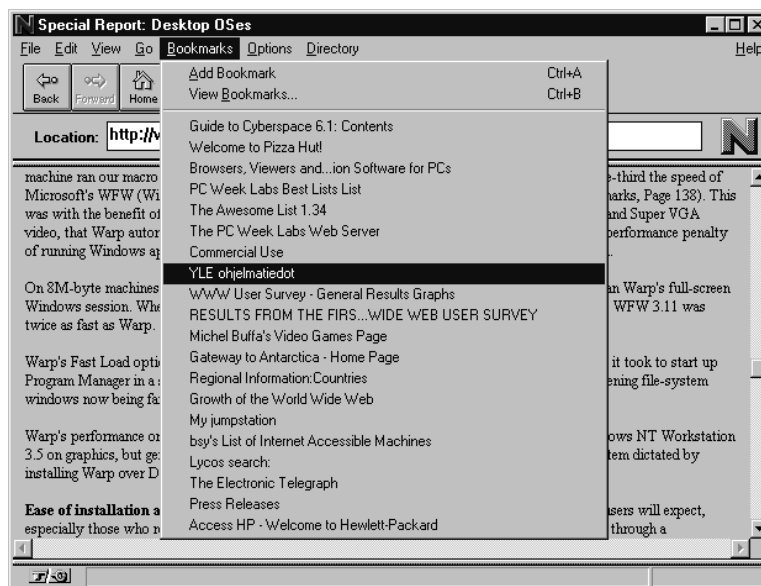 Special Report: Desktop OSes
File Edit View Go Bookmarks Options Directory Help
Back Forward Home
Location: http://v
Add Bookmark Ctrl+A
View Bookmarks... Ctrl+B
Guide to Cyberspace 6.1: Contents
Welcome to Pizza Hut!
Browsers, Viewers and...ion Software for PCs
PC Week Labs Best Lists List
The Awesome List 1.34
The PC Week Labs Web Server
Commercial Use
YLE ohjelmatiedot
WWW User Survey - General Results Graphs
RESULTS FROM THE FIRS...WIDE WEB USER SURVEY
Michel Buffa's Video Games Page
Gateway to Antarctica - Home Page
Regional Information:Countries
Growth of the World Wide Web
My jumpstation
bsy's List of Internet Accessible Machines
Lycos search:
The Electronic Telegraph
Press Releases
Access HP - Welcome to Hewlett-Packard
machine ran our macro e-third the speed of
Microsoft's WFW (Wi narks, Page 138). This
was with the benefit of and Super VGA
video, that Warp autor performance penalty
of running Windows ap
On 8M-byte machines an Warp's full-screen
Windows session. Whe WFW 3.11 was
twice as fast as Warp.
Warp's Fast Load opti it took to start up
Program Manager in a s ening file-system
windows now being fa
Warp's performance on ows NT Workstation
3.5 on graphics, but ge tem dictated by
installing Warp over D
Ease of installation a users will expect,
especially those who r through a